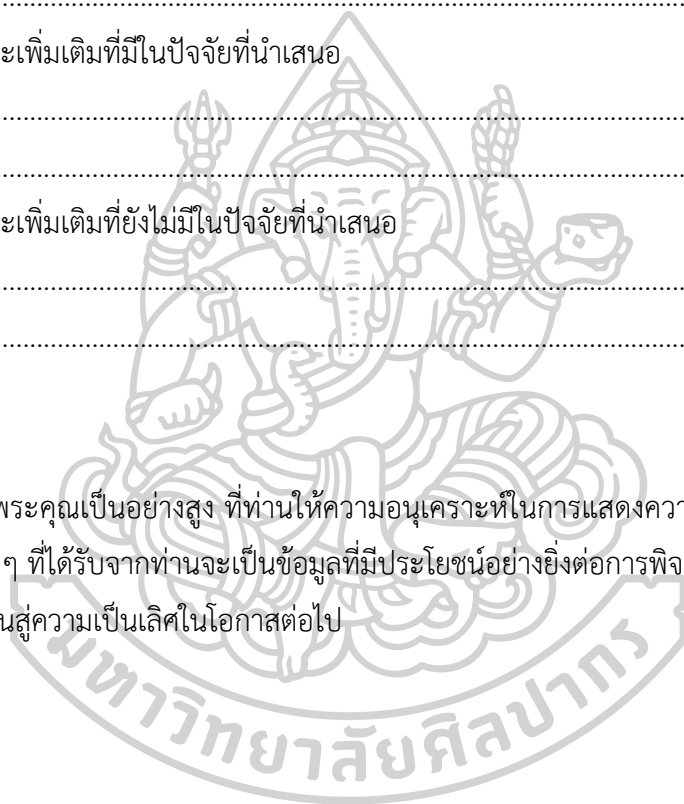 ........................................................................................................................
ะเพิ่มเติมที่มีในปัจจัยที่นำเสนอ
........................................................................................................................
........................................................................................................................
ะเพิ่มเติมที่ยังไม่มีในปัจจัยที่นำเสนอ
........................................................................................................................
........................................................................................................................
พระคุณเป็นอย่างสูง ที่ท่านให้ความอนุเคราะห์ในการแสดงควา
ๆ ที่ได้รับจากท่านจะเป็นข้อมูลที่มีประโยชน์อย่างยิ่งต่อการพิจ
นสู่ความเป็นเลิศในโอกาสต่อไป
มหาวิทยาลัยศิลปากร